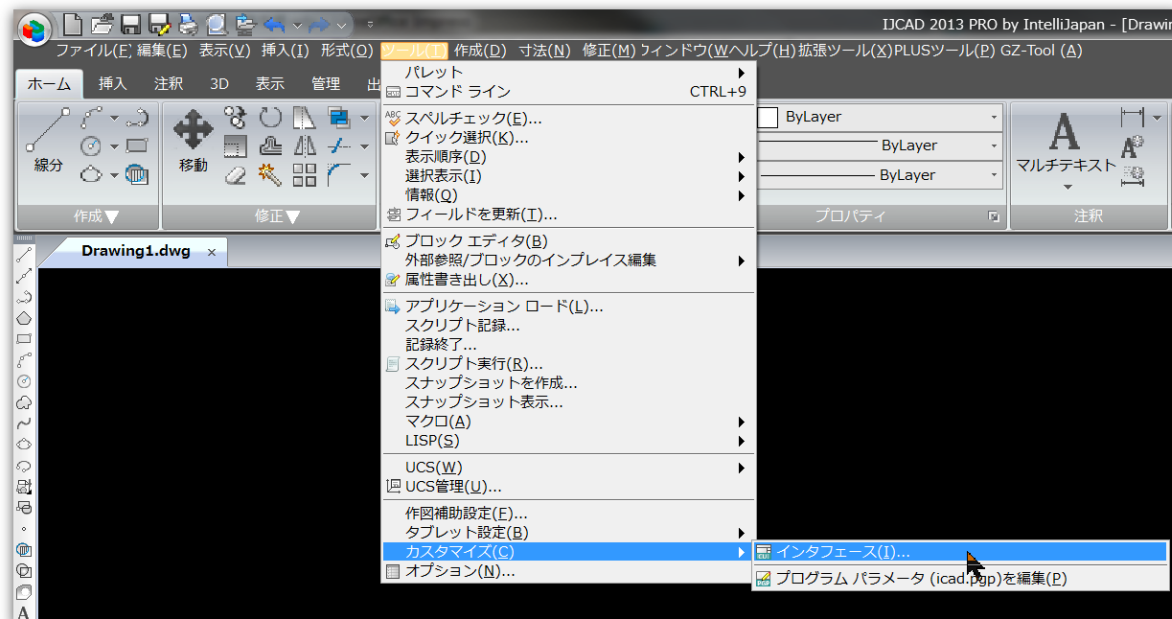 IJCAD 2013 PRO by IntelliJapan - [Drawin
ファイル(F) 編集(E) 表示(V) 挿入(I) 形式(O) ツール(T) 作成(D) 寸法(N) 修正(M) ウィンドウ(W ヘルプ(H) 拡張ツール(X) PLUSツール(P) GZ-Tool (A)
ホーム 挿入 注釈 3D 表示 管理 出
線分 移動
作成 修正
ByLayer
ByLayer
ByLayer
プロパティ
A
マルチテキスト
注釈
Drawing1.dwg ×
パレット
コマンド ライン CTRL+9
スペルチェック(E)...
クイック選択(K)...
表示順序(D)
選択表示(I)
情報(Q)
フィールドを更新(T)...
ブロック エディタ(B)
外部参照/ブロックのインプレイス編集
属性書き出し(X)...
アプリケーション ロード(L)...
スクリプト記録...
記録終了...
スクリプト実行(R)...
スナップショットを作成...
スナップショット表示...
マクロ(A)
LISP(S)
UCS(W)
UCS管理(U)...
作図補助設定(F)...
タブレット設定(B)
カスタマイズ(C)
オプション(N)...
インタフェース(I)...
プログラム パラメータ (icad.pgp)を編集(P)
A